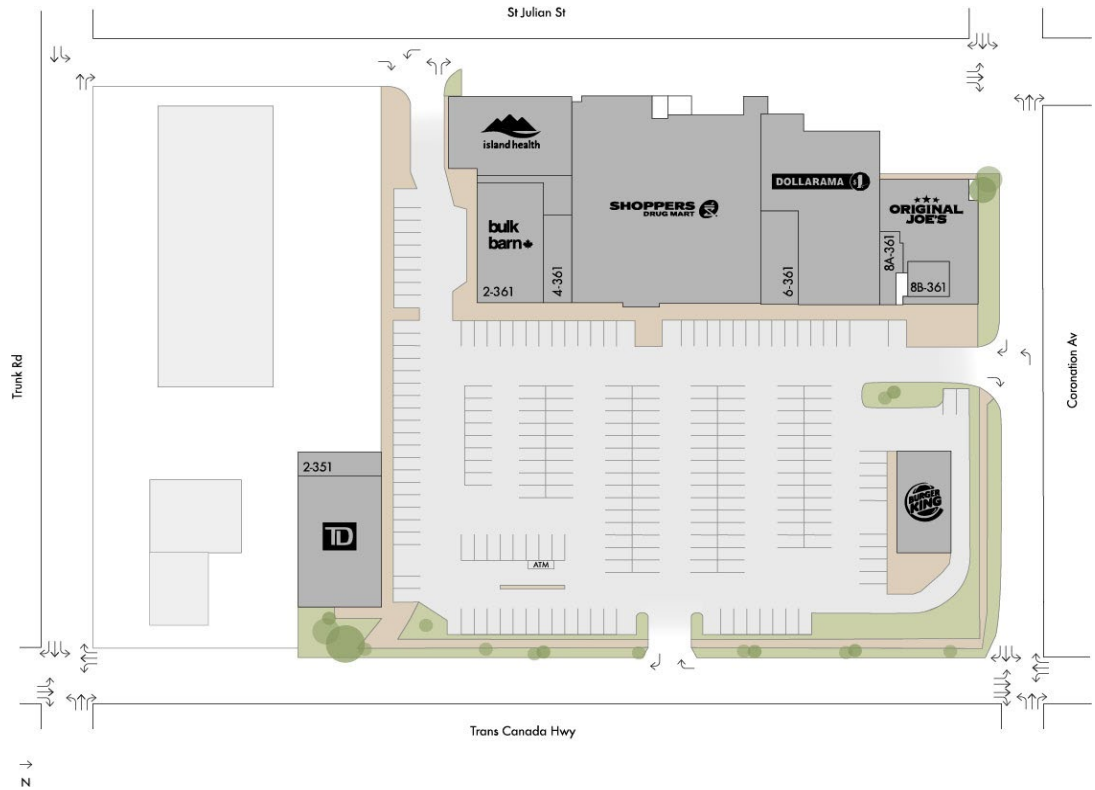 St Julian St
island health
SHOPPERS
DRUG MART
DOLLARAMA
ORIGINAL
JOE'S
bulk
barn
2-361
4-361
6-361
8A-361
8B-361
Trunk Rd
Coronation Av
2-351
TD
BURGER
KING
ATM
Trans Canada Hwy
N